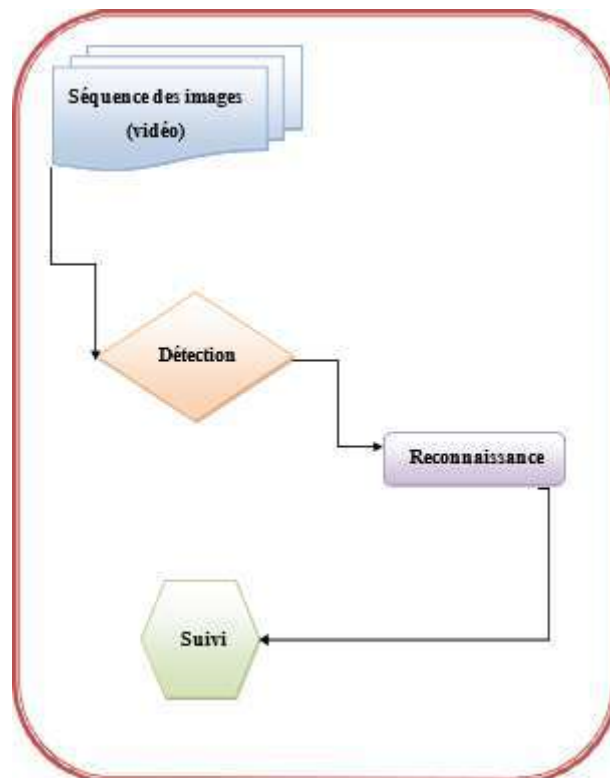 Séquence des images
(vidéo)
Détection
Reconnaissance
Suivi